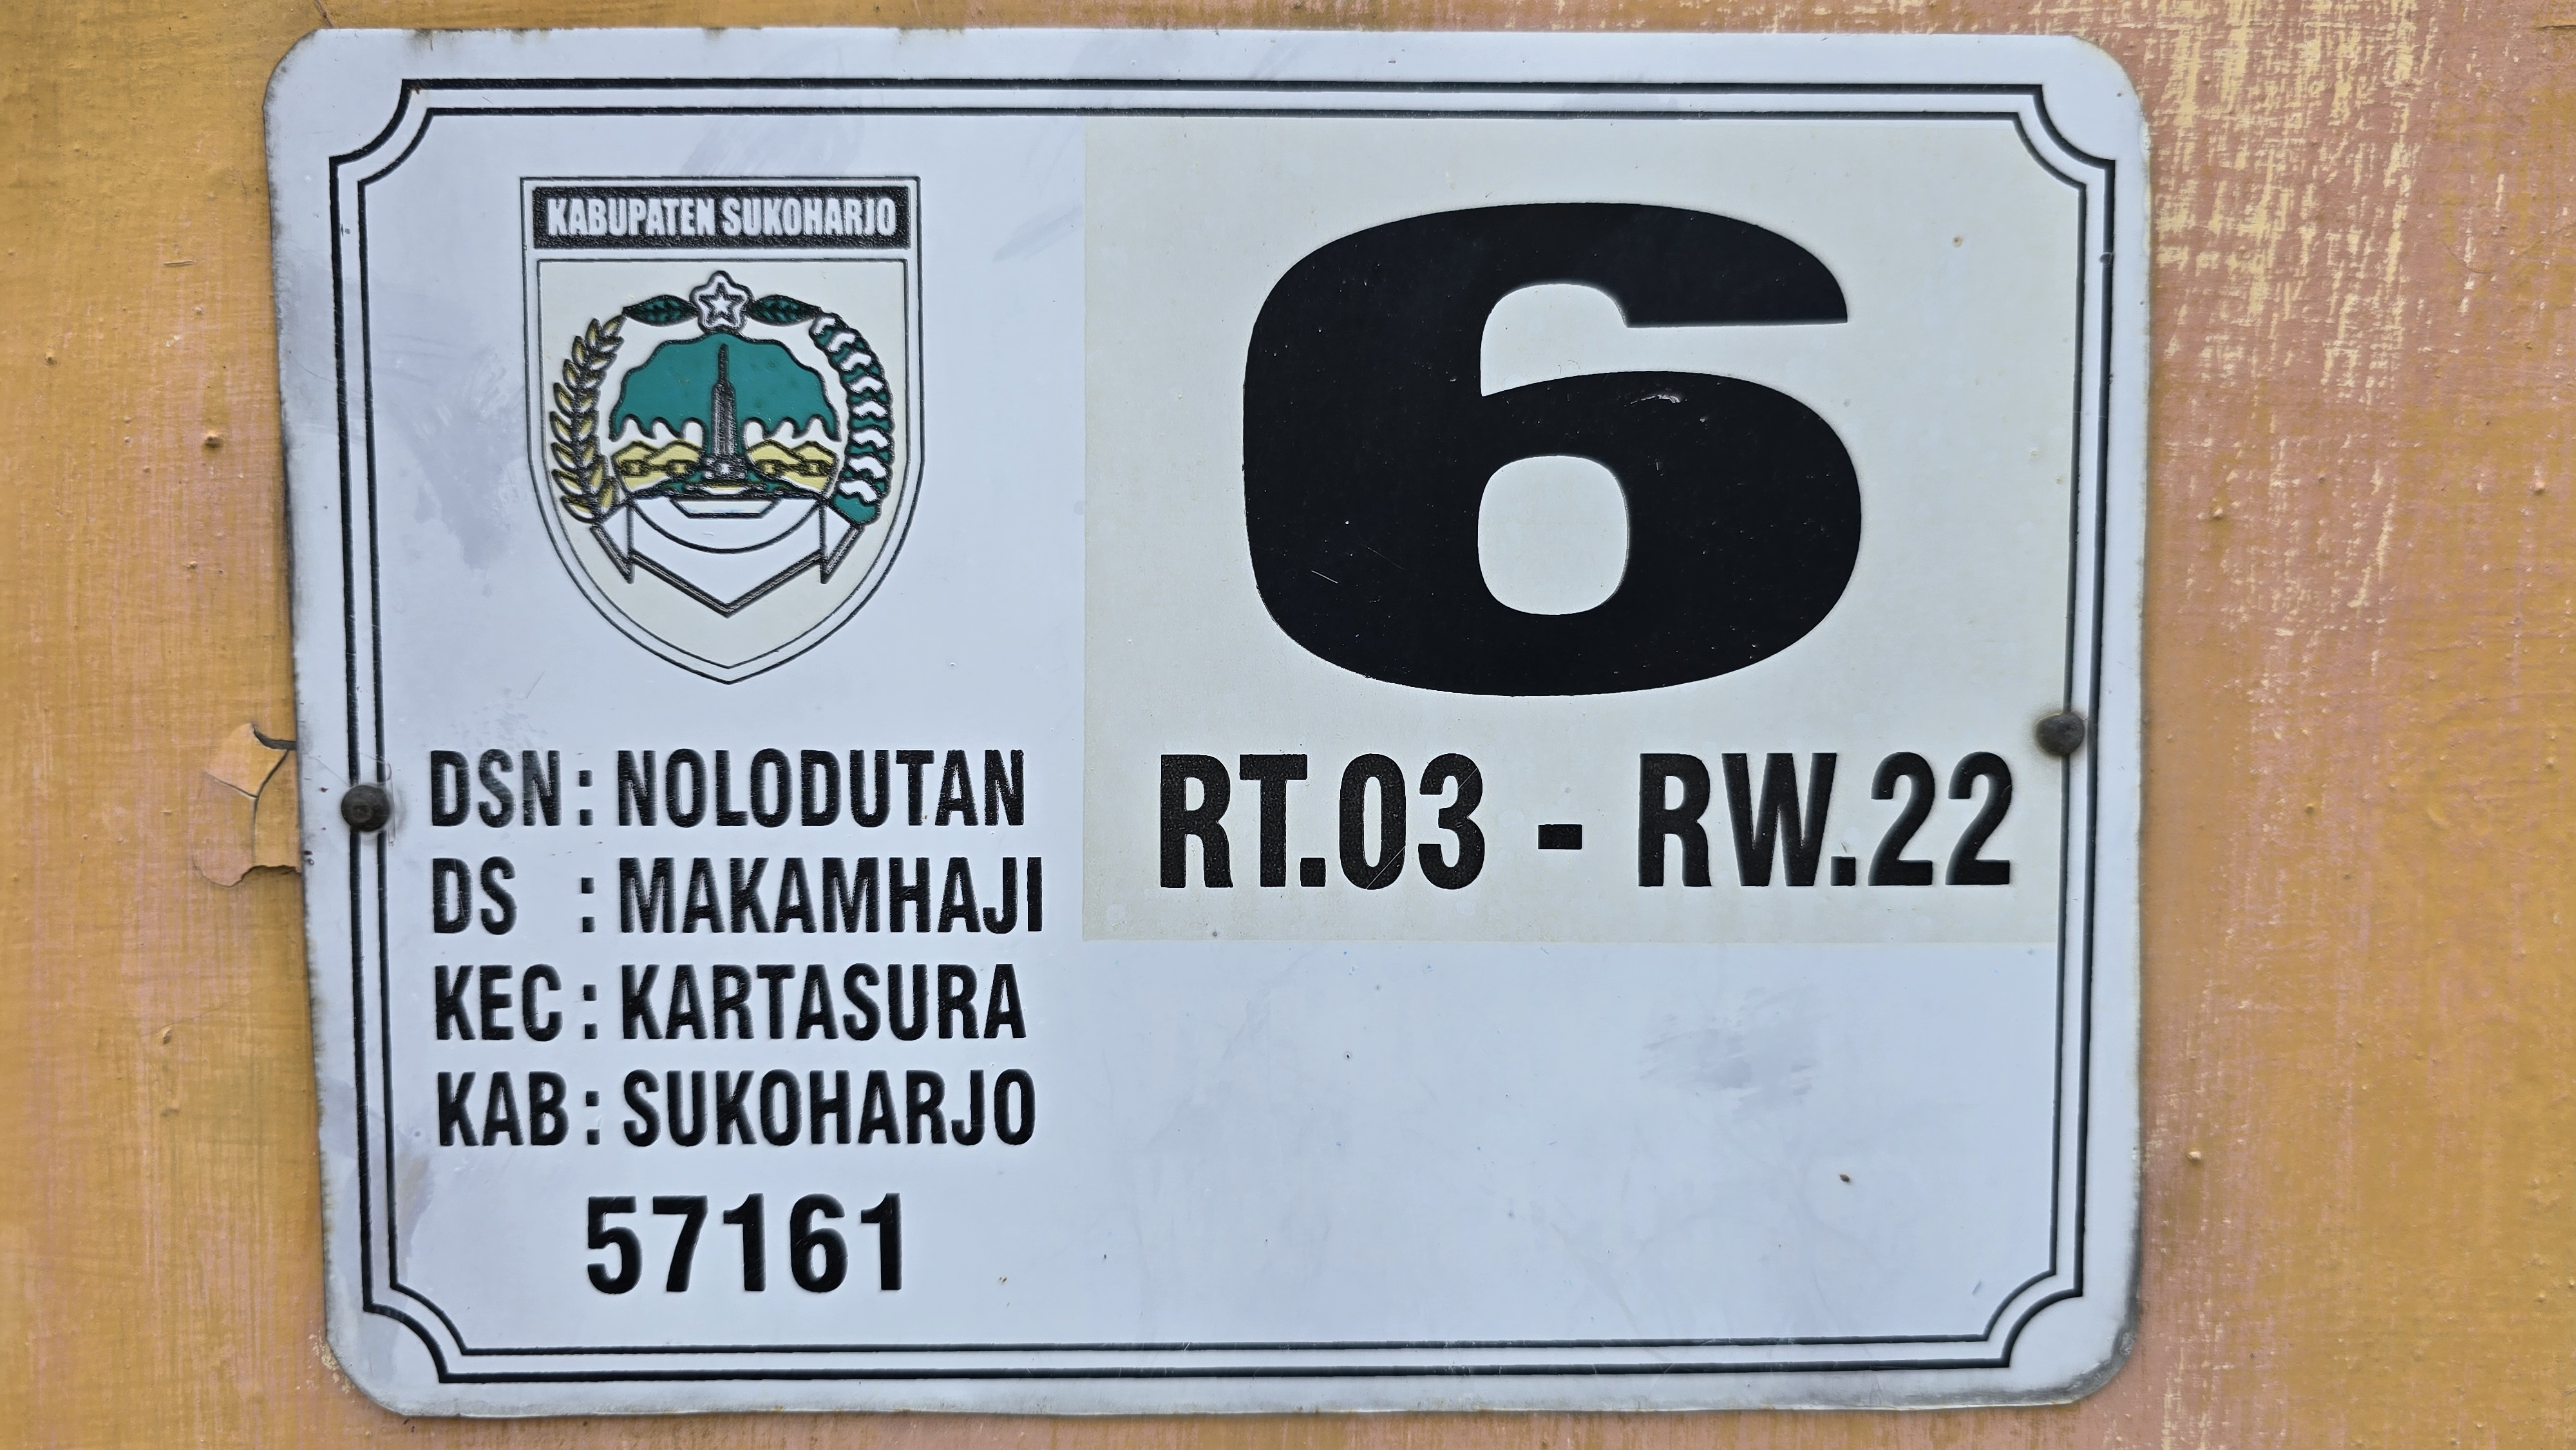 KABUPATEN SUKOHARJO
DSN : NOLODUTAN
DS : MAKAMHAJI
KEC : KARTASURA
KAB : SUKOHARJO
57161
6
RT.03 - RW.22